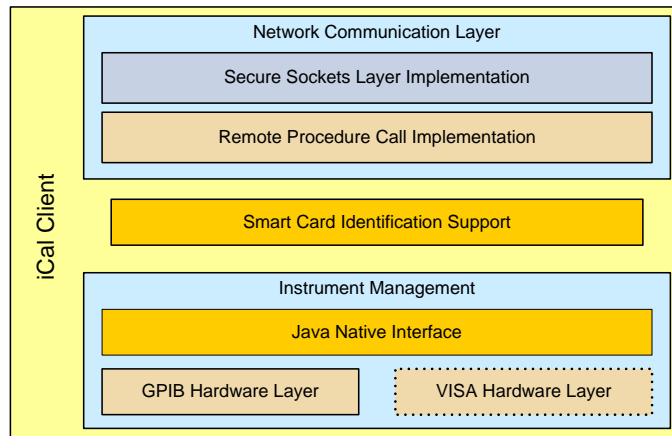 iCal Client
Network Communication Layer
Secure Sockets Layer Implementation
Remote Procedure Call Implementation
Smart Card Identification Support
Instrument Management
Java Native Interface
GPIB Hardware Layer
VISA Hardware Layer